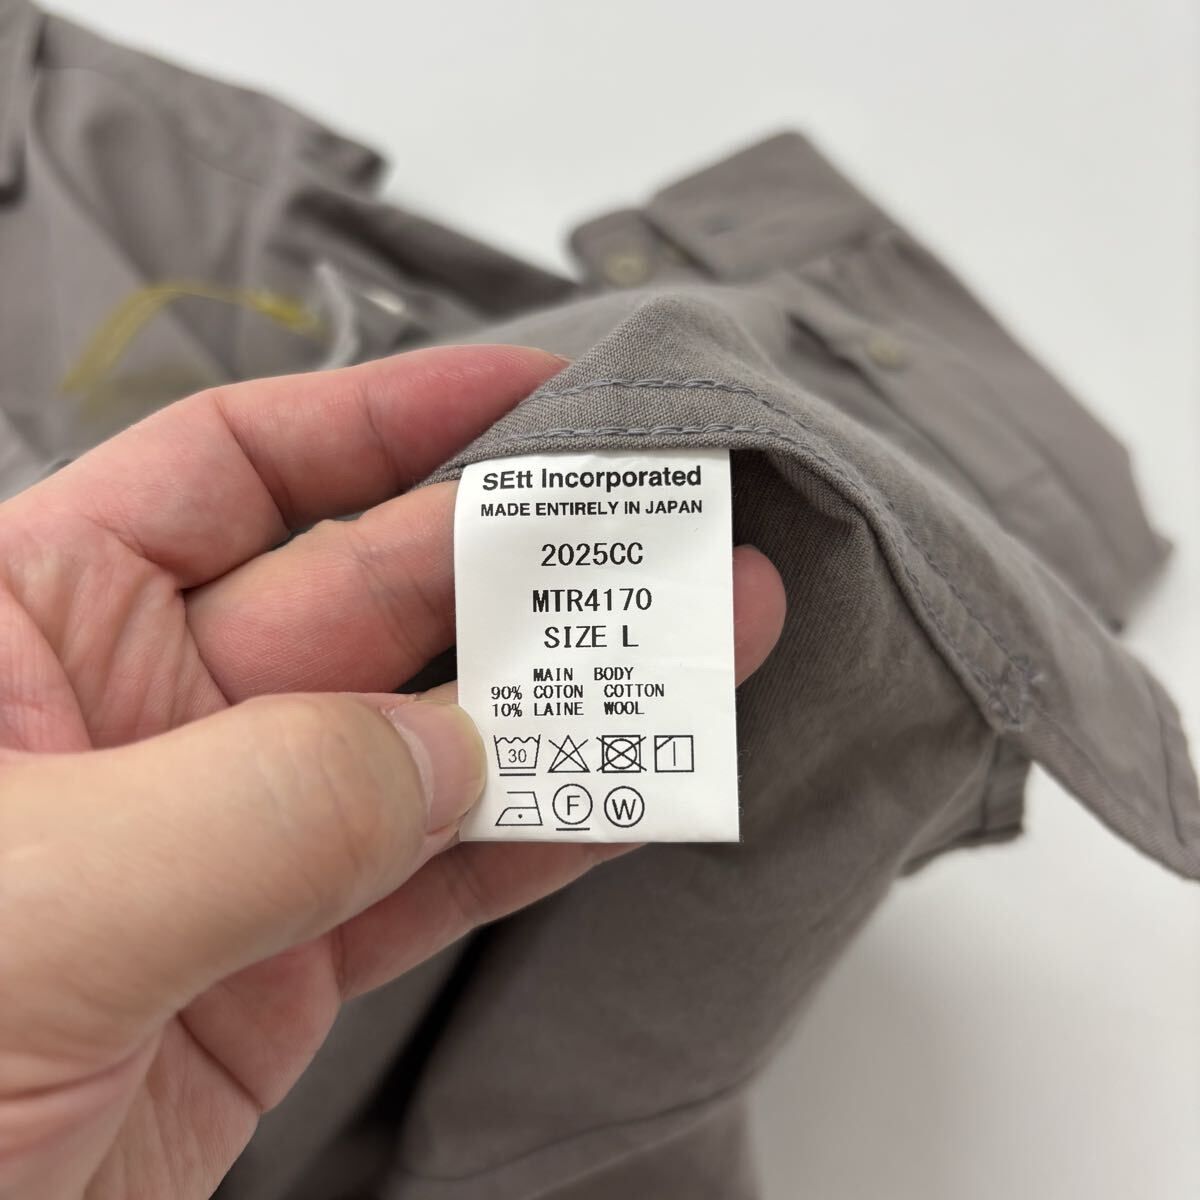 SEtt Incorporated
MADE ENTIRELY IN JAPAN
2025CC
MTR4170
SIZE L
MAIN BODY
90% COTON COTTON
10% LAINE WOOL
30
F W